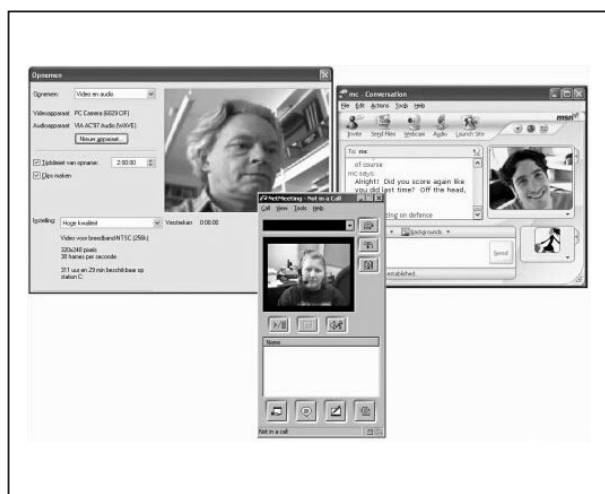 Opnemen
Opnemen: Video en audio
Videoapparaat PC Camera (6029 CIF)
Audioapparaat VIA AC'97 Audio (WAVE)
Nieuw apparaat...
Tijdslimiet van opname: 2:00:00
Clips maken
Instelling: Hoge kwaliteit
Verstreken 0:00:00
Video voor breedband-NTSC (256k)
320x240 pixels
30 frames per seconde
311 uur en 29 min beschikbaar op
station C:
mc - Conversation
File Edit Actions Tools Help
msn
Invite Send Files Webcam Audio Launch Site
To: mc
of course
mc says:
Alright! Did you score again like
you did last time? Off the head,
on defence
Backgrounds
Send
established.
NetMeeting - Not in a Call
Call View Tools Help
Name
Not in a call